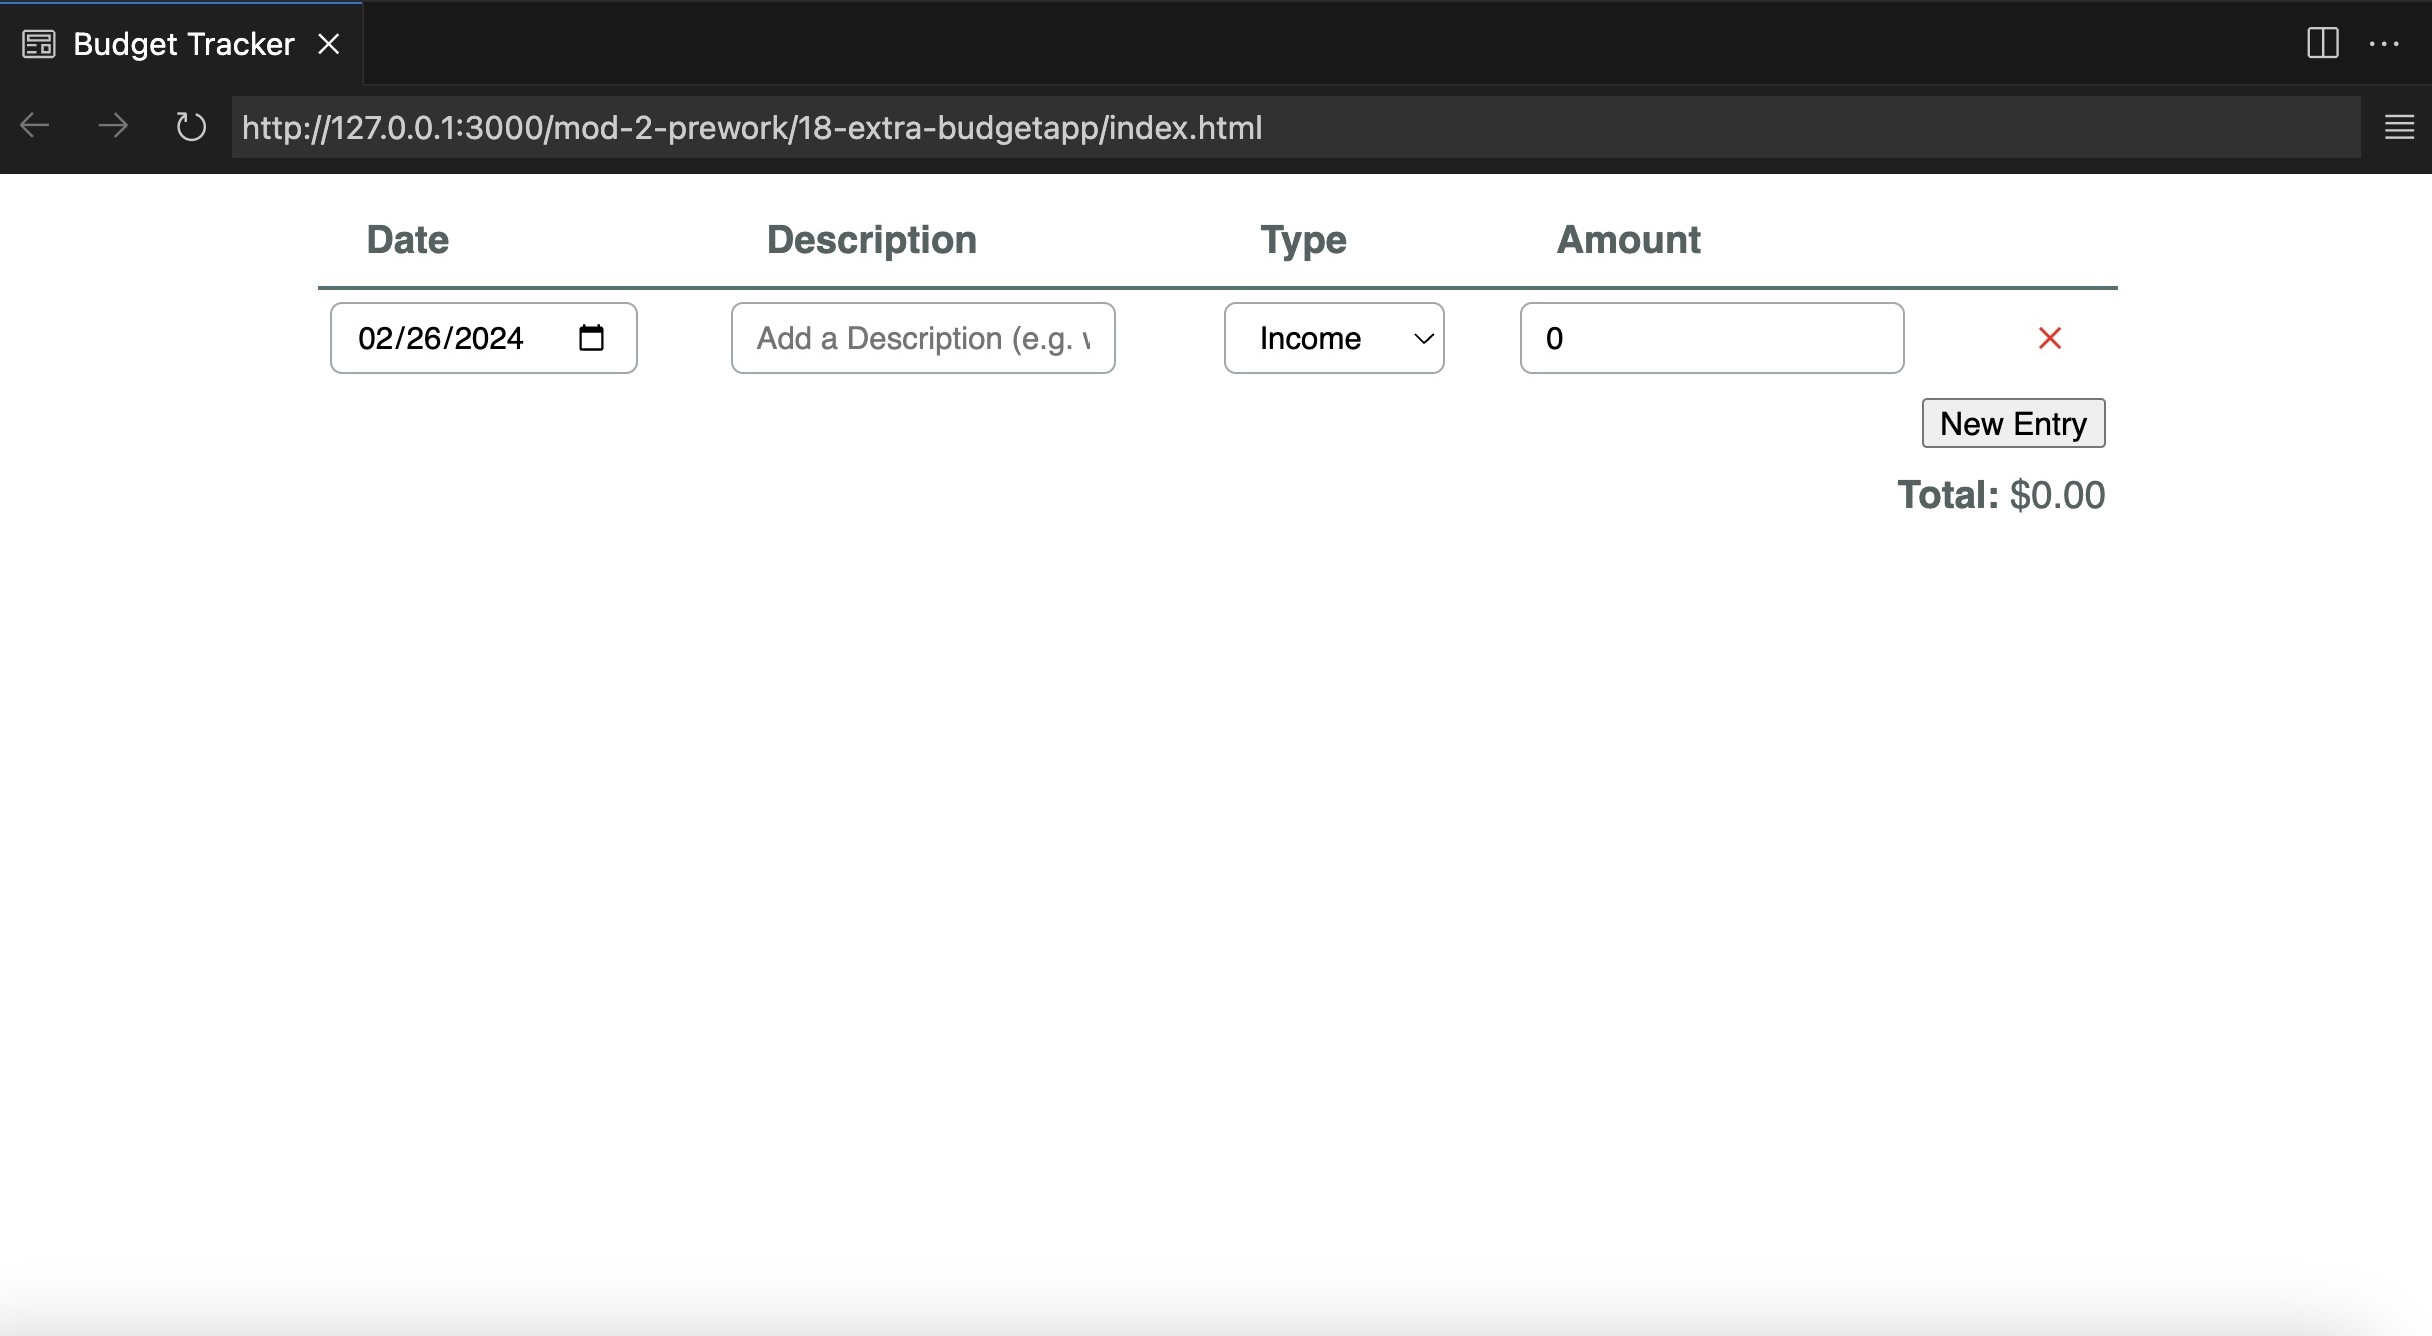 Budget Tracker
http://127.0.0.1:3000/mod-2-prework/18-extra-budgetapp/index.html
Date Description Type Amount
02/26/2024 Add a Description (e.g. Income 0
New Entry
Total: $0.00